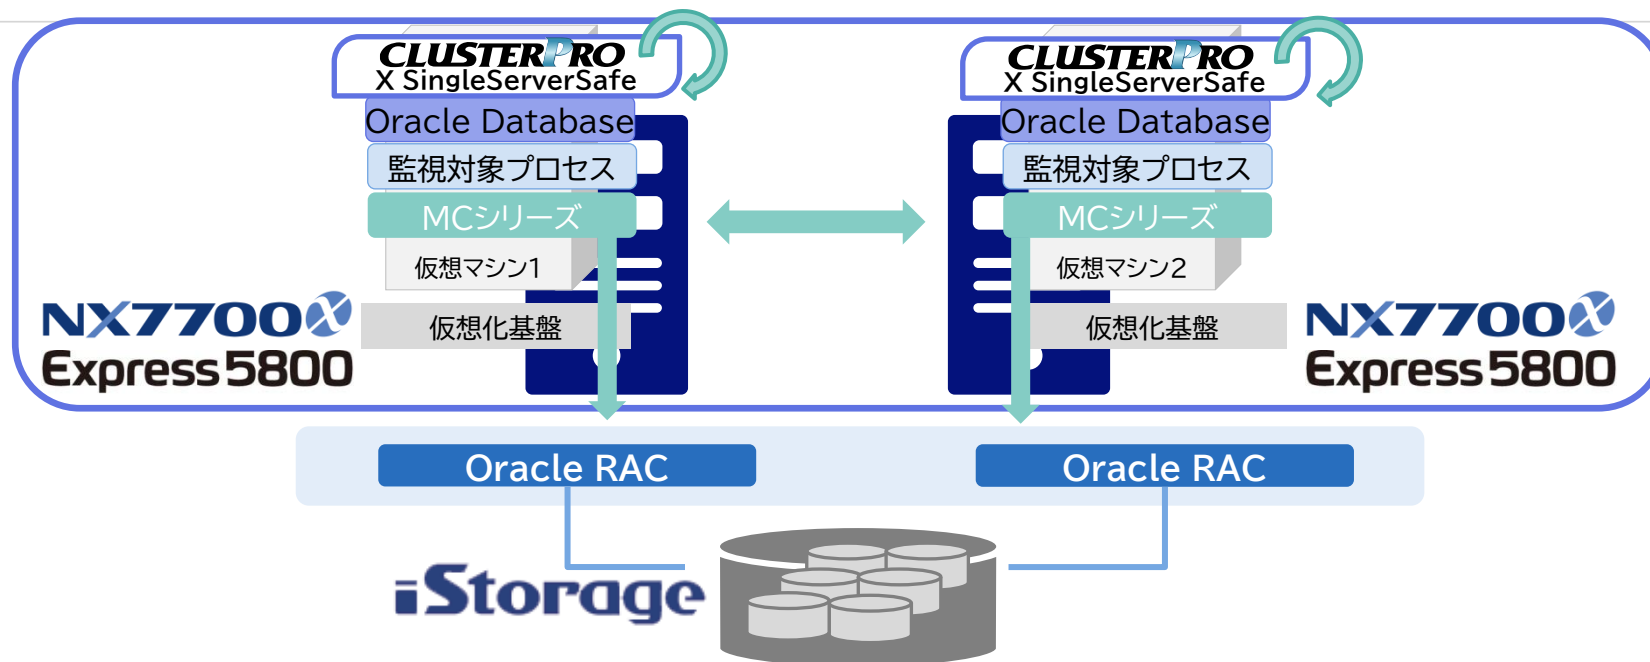 CLUSTERPRO
X SingleServerSafe
Oracle Database
監視対象プロセス
MCシリーズ
仮想マシン1
仮想化基盤
NX7700X
Express5800
CLUSTERPRO
X SingleServerSafe
Oracle Database
監視対象プロセス
MCシリーズ
仮想マシン2
仮想化基盤
NX7700X
Express5800
Oracle RAC
Oracle RAC
iStorage